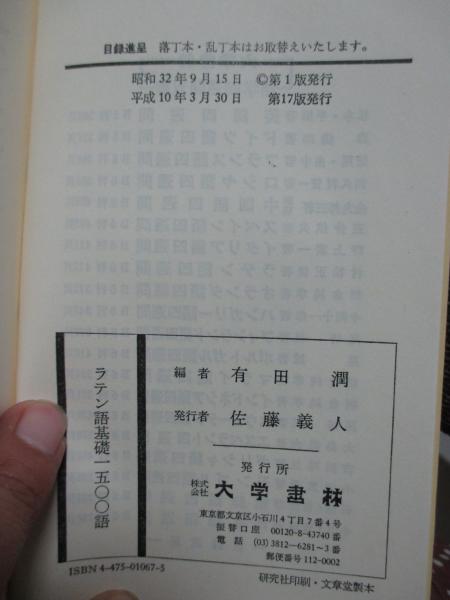 目録進呈 落丁本・乱丁本はお取替えいたします。
昭和32年9月15日 ©第1版発行
平成10年3月30日 第17版発行
ラテン語基礎一五〇〇語
編者 有田 潤
発行者 佐藤義人
発行所
株式会社 大学書林
東京都文京区小石川4丁目7番4号
振替口座 00120-8-43740番
電話 (03)3812-6281~3番
郵便番号 112-0002
ISBN 4-475-01067-5
研究社印刷・文章堂製本